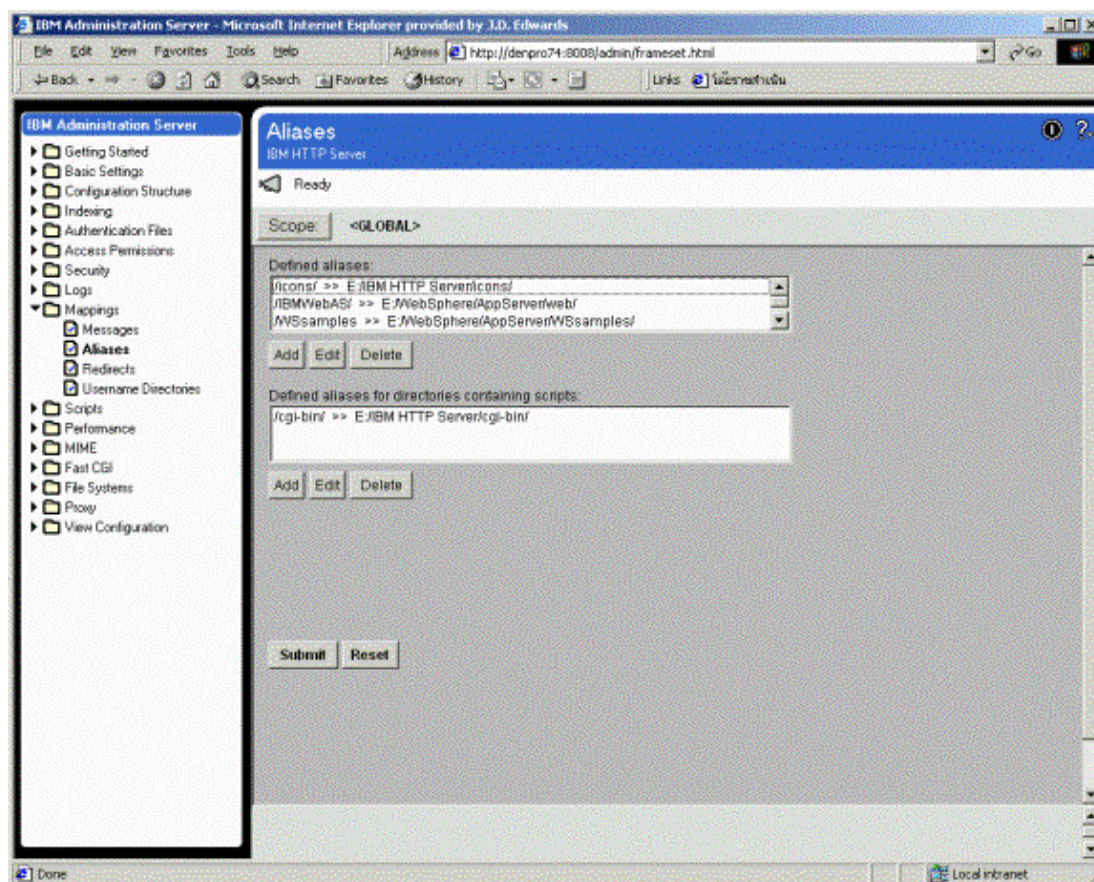 IBM Administration Server - Microsoft Internet Explorer provided by J.D. Edwards
File Edit View Favorites Tools Help Address http://denpro74:8008/admin/frameset.html Go
Back Search Favorites History Links
IBM Administration Server
Getting Started
Basic Settings
Configuration Structure
Indexing
Authentication Files
Access Permissions
Security
Logs
Mappings
Messages
Aliases
Redirects
Username Directories
Scripts
Performance
MIME
Fast CGI
File Systems
Proxy
View Configuration
Aliases
IBM HTTP Server
Ready
Scope: <GLOBAL>
Defined aliases:
/icons/ >> E:/IBM HTTP Server/icons/
/IBMWebAS/ >> E:/WebSphere/AppServer/web/
/WSsamples >> E:/WebSphere/AppServer/WSsamples/
Add Edit Delete
Defined aliases for directories containing scripts:
/cgi-bin/ >> E:/IBM HTTP Server/cgi-bin/
Add Edit Delete
Submit Reset
Done Local intranet